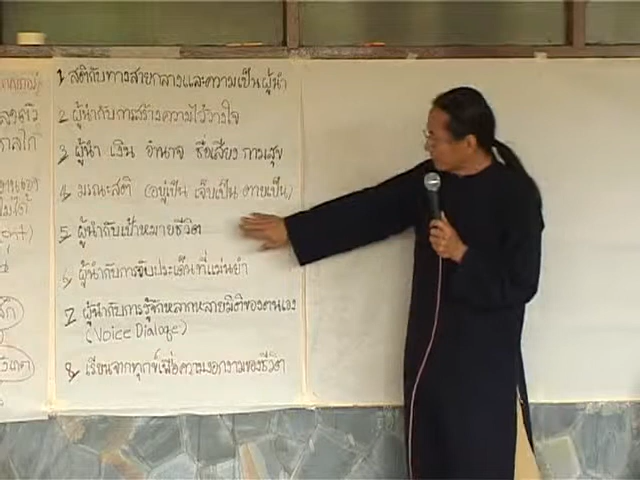 1 สติกับทางสายกลางและความเป็นผู้นำ
2 ผู้นำกับการสร้างความไว้วางใจ
3 ผู้นำ เงิน อำนาจ ชื่อเสียง กามสุข
4 มรณะสติ (อยู่เป็น เจ็บเป็น ตายเป็น)
5 ผู้นำกับเป้าหมายชีวิต
6 ผู้นำกับการจับประเด็นที่แม่นยำ
7 ผู้นำกับการรู้จักหลากหลายมิติของตนเอง
(Voice Dialoge)
8 เรียนจากทุกข์เพื่อความงอกงามของชีวิต